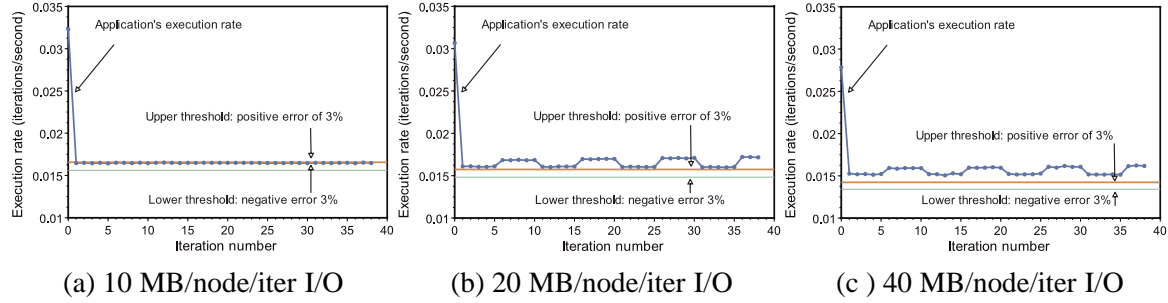 Execution rate (iterations/second)
0.035
0.03
0.025
0.02
0.015
0.01
Application's execution rate
Upper threshold: positive error of 3%
Lower threshold: negative error 3%
0 5 10 15 20 25 30 35 40
Iteration number
(a) 10 MB/node/iter I/O
Execution rate (iterations/second)
0.035
0.03
0.025
0.02
0.015
0.01
Application's execution rate
Upper threshold: positive error of 3%
Lower threshold: negative error 3%
0 5 10 15 20 25 30 35 40
Iteration number
(b) 20 MB/node/iter I/O
Execution rate (iterations/second)
0.035
0.03
0.025
0.02
0.015
0.01
Application's execution rate
Upper threshold: positive error of 3%
Lower threshold: negative error 3%
0 5 10 15 20 25 30 35 40
Iteration number
(c ) 40 MB/node/iter I/O